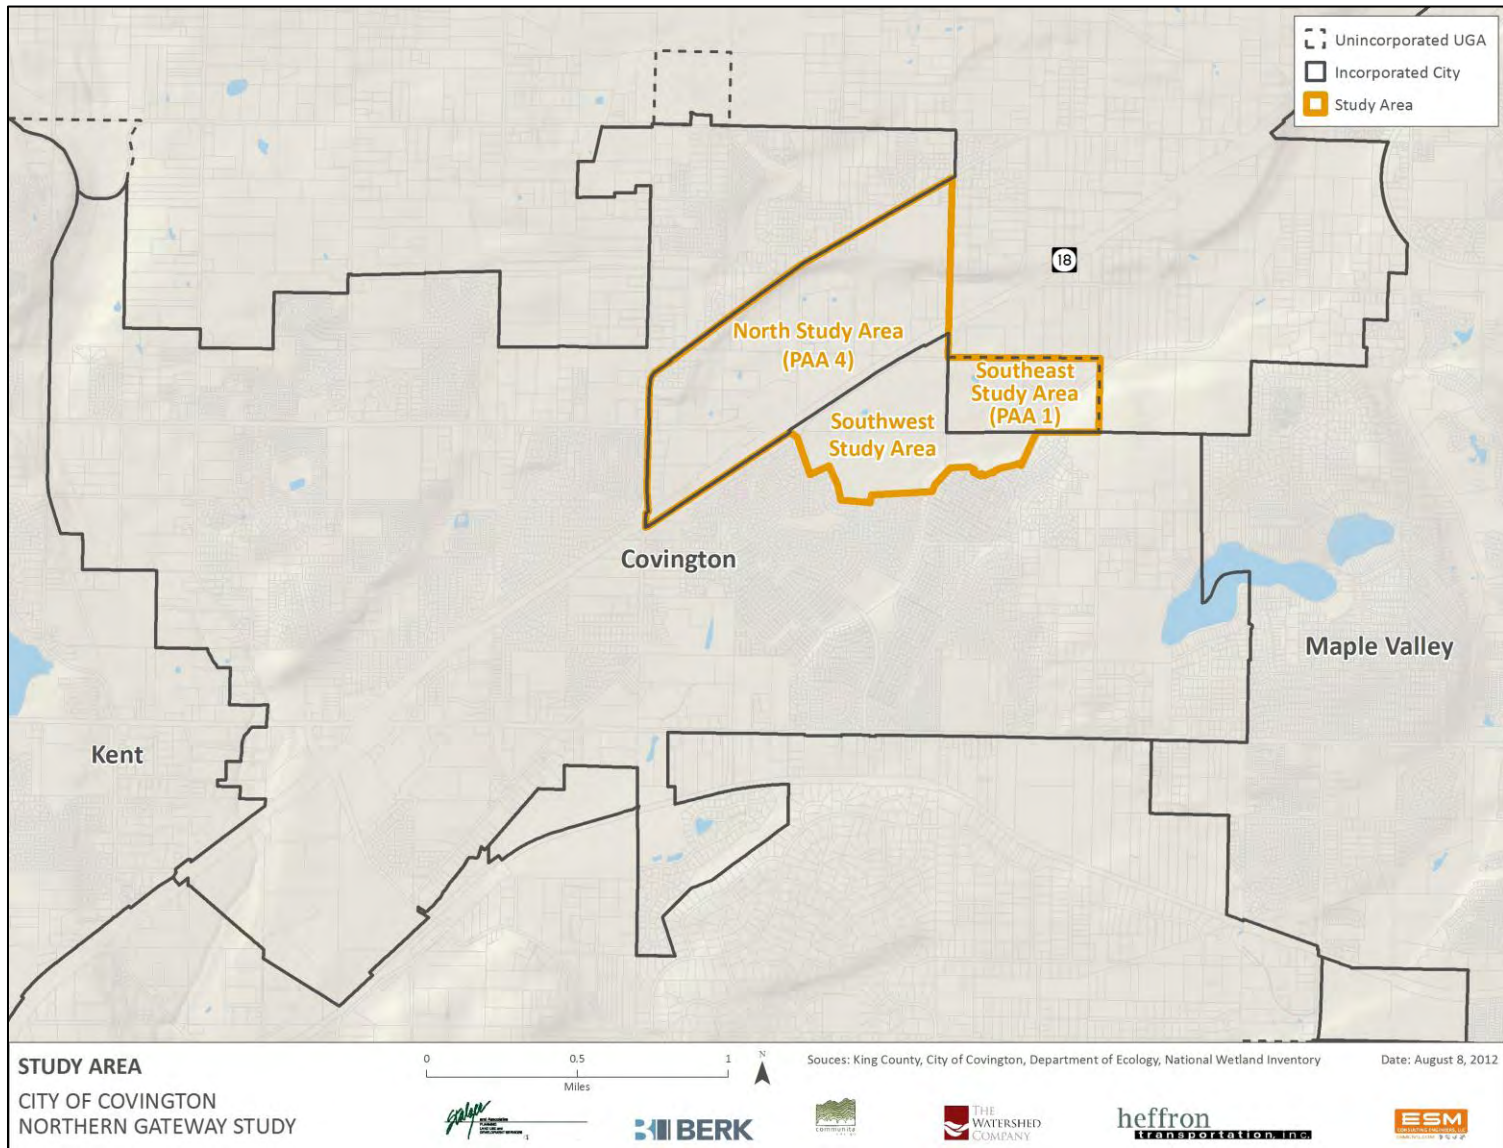 Unincorporated UGA
Incorporated City
Study Area
18
North Study Area
(PAA 4)
Southeast
Study Area
(PAA 1)
Southwest
Study Area
Covington
Maple Valley
Kent
STUDY AREA
CITY OF COVINGTON
NORTHERN GATEWAY STUDY
0 0.5 1
Miles
N
Souces: King County, City of Covington, Department of Ecology, National Wetland Inventory
Date: August 8, 2012
BERK
communita
THE
WATERSHED
COMPANY
heffron
transportation, inc.
ESM